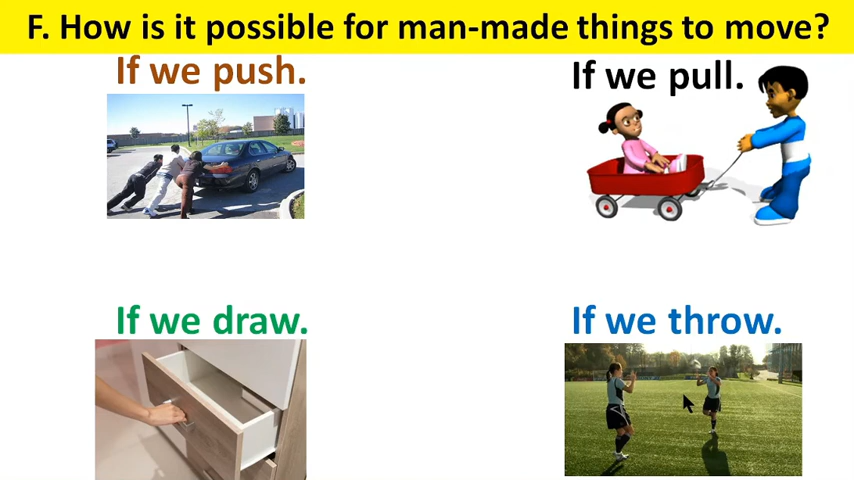 F. How is it possible for man-made things to move?
If we push.
If we pull.
If we draw.
If we throw.